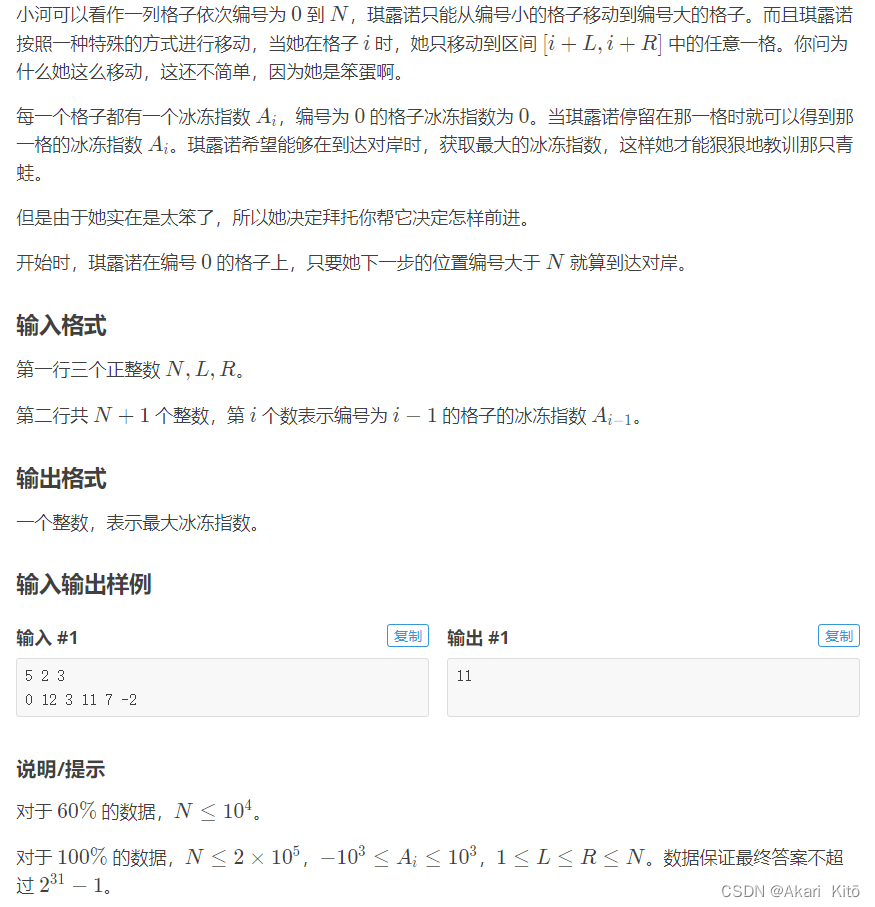 小河可以看作一列格子依次编号为 0 到 N，琪露诺只能从编号小的格子移动到编号大的格子。而且琪露诺
按照一种特殊的方式进行移动，当她在格子 i 时，她只移动到区间 [i + L, i + R] 中的任意一格。你问为
什么她这么移动，这还不简单，因为她是笨蛋啊。
每一个格子都有一个冰冻指数 A_i，编号为 0 的格子冰冻指数为 0。当琪露诺停留在那一格时就可以得到那
一格的冰冻指数 A_i。琪露诺希望能够在到达对岸时，获取最大的冰冻指数，这样她才能狠狠地教训那只青
蛙。
但是由于她实在是太笨了，所以她决定拜托你帮它决定怎样前进。
开始时，琪露诺在编号 0 的格子上，只要她下一步的位置编号大于 N 就算到达对岸。
输入格式
第一行三个正整数 N, L, R。
第二行共 N + 1 个整数，第 i 个数表示编号为 i − 1 的格子的冰冻指数 A_{i−1}。
输出格式
一个整数，表示最大冰冻指数。
输入输出样例
输入 #1 复制 输出 #1 复制
5 2 3
0 12 3 11 7 -2
11
说明/提示
对于 60% 的数据，N ≤ 10^4。
对于 100% 的数据，N ≤ 2 × 10^5，−10^3 ≤ A_i ≤ 10^3，1 ≤ L ≤ R ≤ N。数据保证最终答案不超
过 2^31 − 1。
CSDN @Akari_Kitō